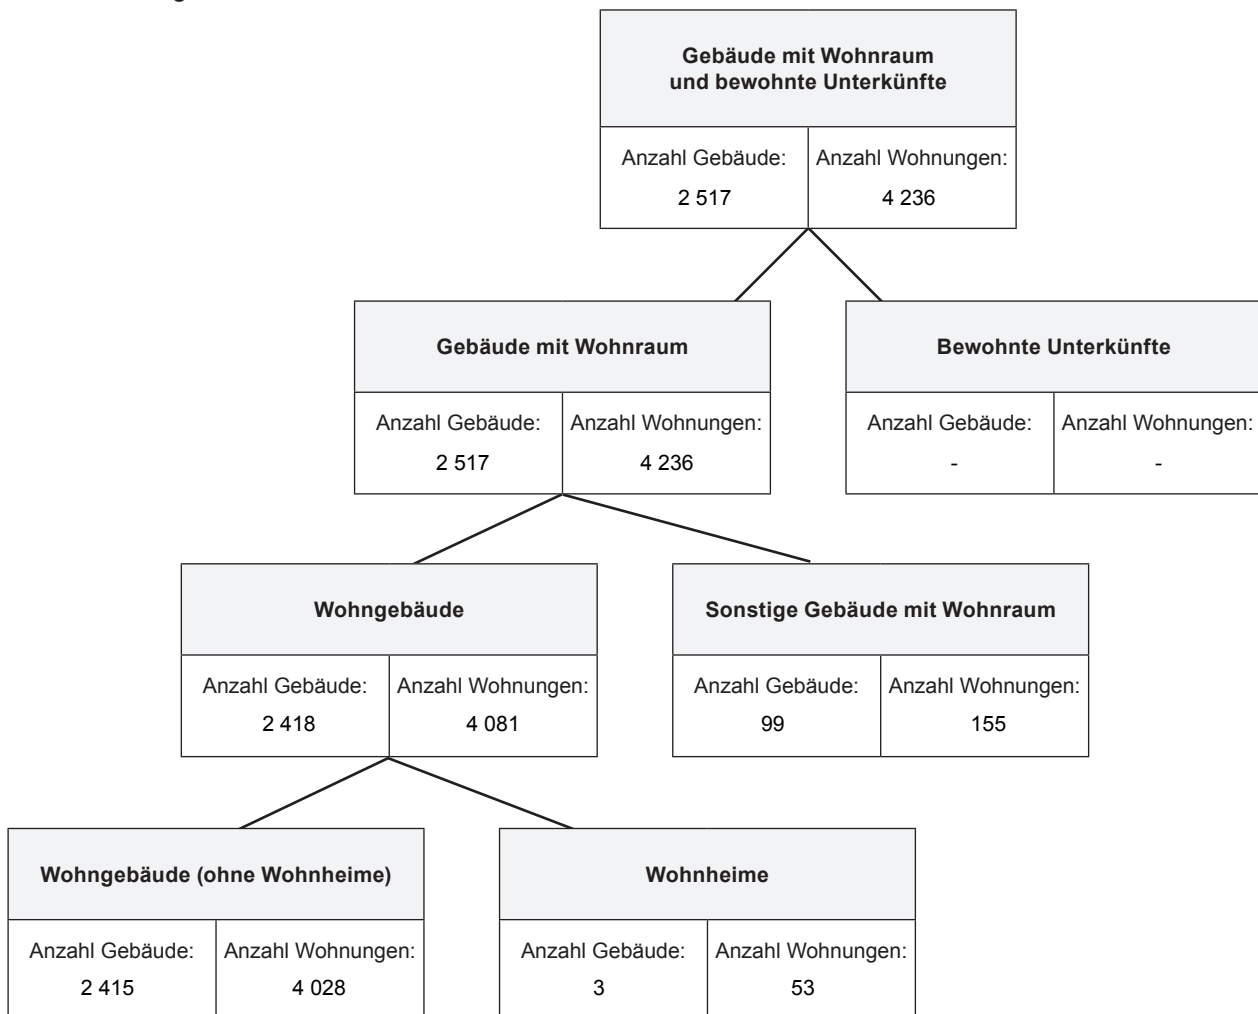 Gebäude mit Wohnraum
und bewohnte Unterkünfte
Anzahl Gebäude: Anzahl Wohnungen:
2 517 4 236
Gebäude mit Wohnraum Bewohnte Unterkünfte
Anzahl Gebäude: Anzahl Wohnungen: Anzahl Gebäude: Anzahl Wohnungen:
2 517 4 236 - -
Wohngebäude Sonstige Gebäude mit Wohnraum
Anzahl Gebäude: Anzahl Wohnungen: Anzahl Gebäude: Anzahl Wohnungen:
2 418 4 081 99 155
Wohngebäude (ohne Wohnheime) Wohnheime
Anzahl Gebäude: Anzahl Wohnungen: Anzahl Gebäude: Anzahl Wohnungen:
2 415 4 028 3 53